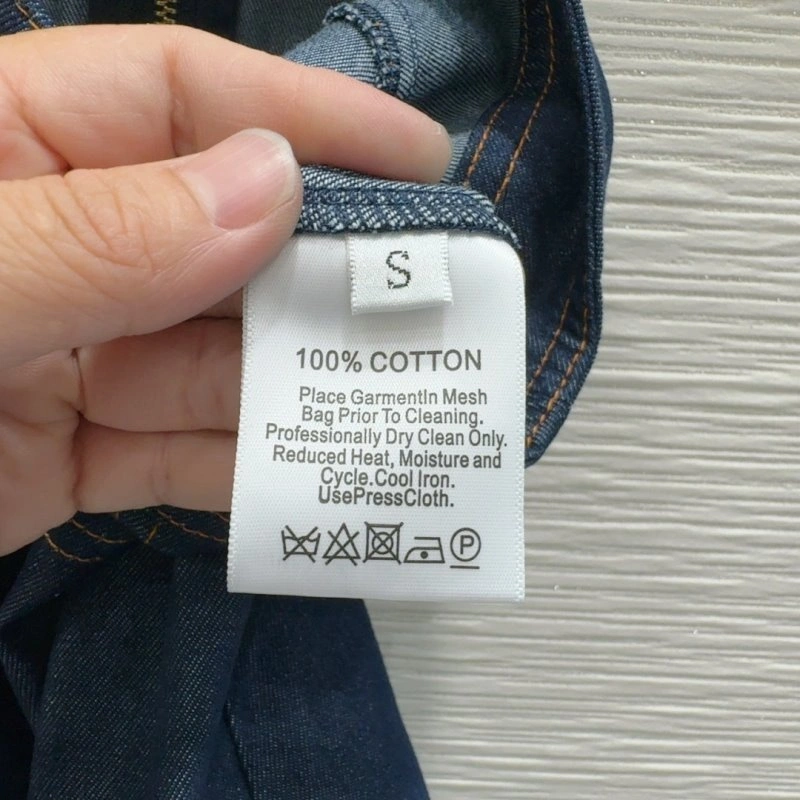 S
100% COTTON
Place GarmentIn Mesh
Bag Prior To Cleaning.
Professionally Dry Clean Only.
Reduced Heat, Moisture and
Cycle.Cool Iron.
UsePressCloth.
P